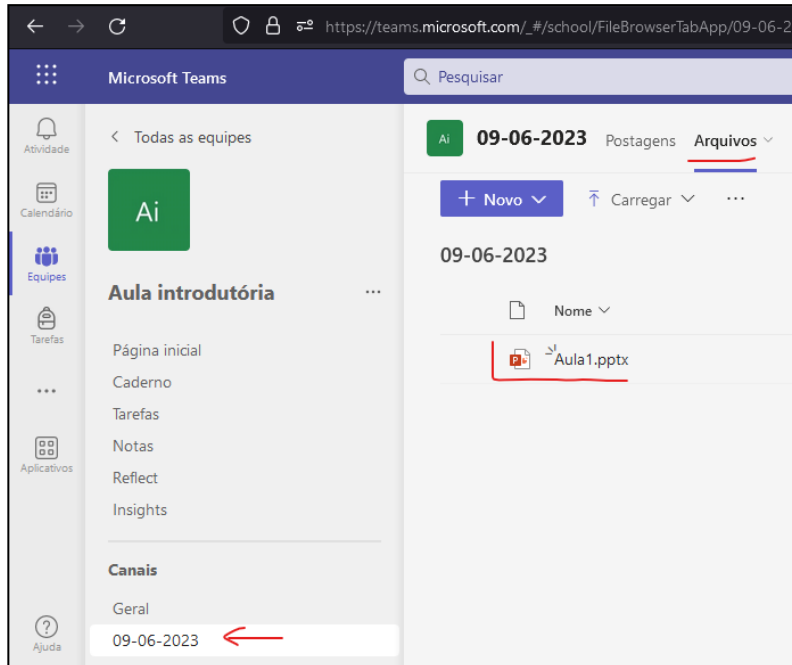 https://teams.microsoft.com/_#/school/FileBrowserTabApp/09-06-2
Microsoft Teams
Pesquisar
Atividade
Calendário
Equipes
Tarefas
Aplicativos
Ajuda
Todas as equipes
Ai
Aula introdutória
Página inicial
Caderno
Tarefas
Notas
Reflect
Insights
Canais
Geral
09-06-2023
Ai 09-06-2023 Postagens Arquivos
Novo Carregar
09-06-2023
Nome
Aula1.pptx